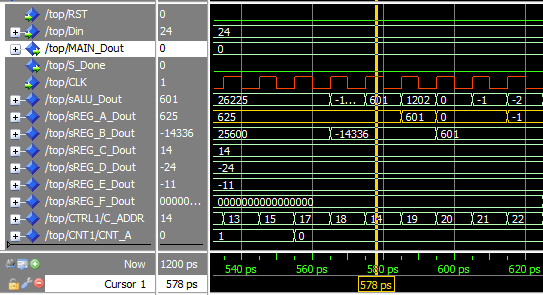 /top/RST 0
/top/Din 24 24
/top/MAIN_Dout 0 0
/top/S_Done 0
/top/CLK 1
/top/sALU_Dout 601 26225 -1... 601 1202 0 -1 -2
/top/sREG_A_Dout 625 625 601 0 -1
/top/sREG_B_Dout -14336 25600 -14336 601
/top/sREG_C_Dout 14 14
/top/sREG_D_Dout -24 -24
/top/sREG_E_Dout -11 -11
/top/sREG_F_Dout 00000... 0000000000000000
/top/CTRL1/C_ADDR 14 13 15 17 18 14 19 20 21 22
/top/CNT1/CNT_A 0 1 0
Now 1200 ps 540 ps 560 ps 580 ps 600 ps 620 ps
Cursor 1 578 ps 578 ps